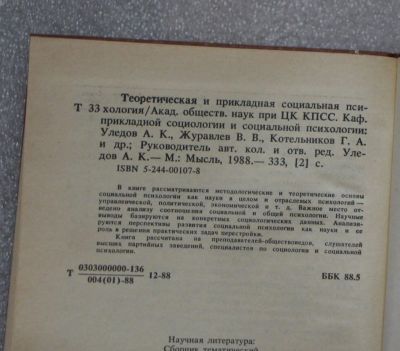 Теоретическая и прикладная социальная пси-
Т 33 хология/Акад. обществ. наук при ЦК КПСС. Каф.
прикладной социологии и социальной психологии:
Уледов А. К., Журавлев В. В., Котельников Г. А.
и др.; Руководитель авт. кол. и отв. ред. Уле-
дов А. К.— М.: Мысль, 1988.— 333, [2] с.
ISBN 5-244-00107-8
В книге рассматриваются методологические и теоретические основы
социальной психологии как науки в целом и отраслевых психологий —
управленческой, политической, экономической и т. д. Важное место от-
ведено анализу соотношения социальной и общей психологии. Научные
выводы базируются на конкретных социологических данных. Анализи-
руются перспективы развития социальной психологии как науки и ее
роль в решении практических задач перестройки.
Книга рассчитана на преподавателей-обществоведов, слушателей
высших партийных заведений, специалистов по социологии и социальной
психологии.
Т 0303000000-136 12-88 ББК 88.5
004(01)-88
Научная литература:
Сборник тематический